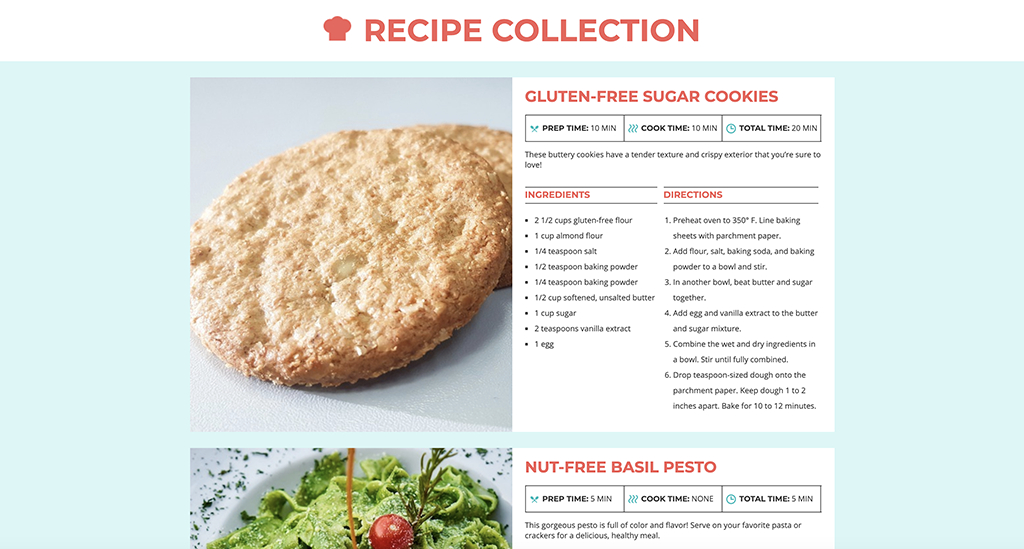 RECIPE COLLECTION
GLUTEN-FREE SUGAR COOKIES
PREP TIME: 10 MIN
COOK TIME: 10 MIN
TOTAL TIME: 20 MIN
These buttery cookies have a tender texture and crispy exterior that you're sure to
love!
INGREDIENTS
2 1/2 cups gluten-free flour
1 cup almond flour
1/4 teaspoon salt
1/2 teaspoon baking powder
1/4 teaspoon baking powder
1/2 cup softened, unsalted butter
1 cup sugar
2 teaspoons vanilla extract
1 egg
DIRECTIONS
1. Preheat oven to 350° F. Line baking
sheets with parchment paper.
2. Add flour, salt, baking soda, and baking
powder to a bowl and stir.
3. In another bowl, beat butter and sugar
together.
4. Add egg and vanilla extract to the butter
and sugar mixture.
5. Combine the wet and dry ingredients in
a bowl. Stir until fully combined.
6. Drop teaspoon-sized dough onto the
parchment paper. Keep dough 1 to 2
inches apart. Bake for 10 to 12 minutes.
NUT-FREE BASIL PESTO
PREP TIME: 5 MIN
COOK TIME: NONE
TOTAL TIME: 5 MIN
This gorgeous pesto is full of color and flavor! Serve on your favorite pasta or
crackers for a delicious, healthy meal.